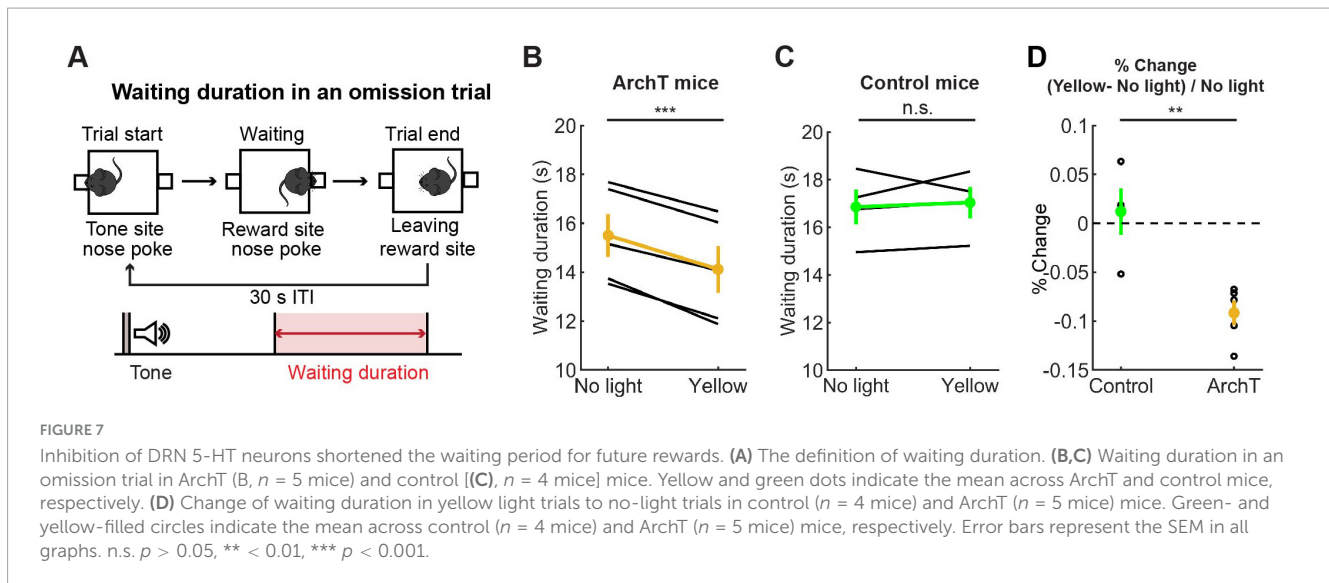 A
Waiting duration in an omission trial
Trial start
Waiting
Trial end
Tone site
nose poke
Reward site
nose poke
Leaving
reward site
30 s ITI
Tone
Waiting duration
B
ArchT mice
***
Waiting duration (s)
20
18
16
14
12
10
No light
Yellow
C
Control mice
n.s.
Waiting duration (s)
20
18
16
14
12
10
No light
Yellow
D
% Change
(Yellow- No light) / No light
**
% Change
0.1
0.05
0
-0.05
-0.1
-0.15
Control
ArchT
FIGURE 7
Inhibition of DRN 5-HT neurons shortened the waiting period for future rewards. (A) The definition of waiting duration. (B,C) Waiting duration in an
omission trial in ArchT (B, n = 5 mice) and control [(C), n = 4 mice] mice. Yellow and green dots indicate the mean across ArchT and control mice,
respectively. (D) Change of waiting duration in yellow light trials to no-light trials in control (n = 4 mice) and ArchT (n = 5 mice) mice. Green- and
yellow-filled circles indicate the mean across control (n = 4 mice) and ArchT (n = 5 mice) mice, respectively. Error bars represent the SEM in all
graphs. n.s. p > 0.05, ** < 0.01, *** p < 0.001.